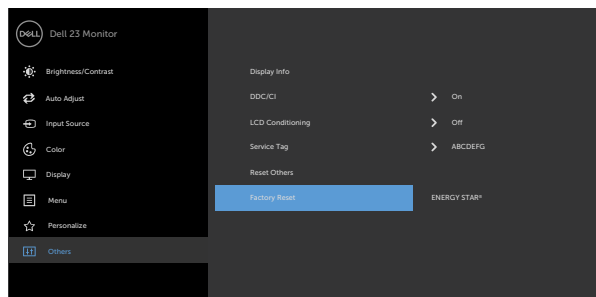 DELL Dell 23 Monitor
Brightness/Contrast
Auto Adjust
Input Source
Color
Display
Menu
Personalize
Others
Display Info
DDC/CI On
LCD Conditioning Off
Service Tag ABCDEFG
Reset Others
Factory Reset ENERGY STAR®